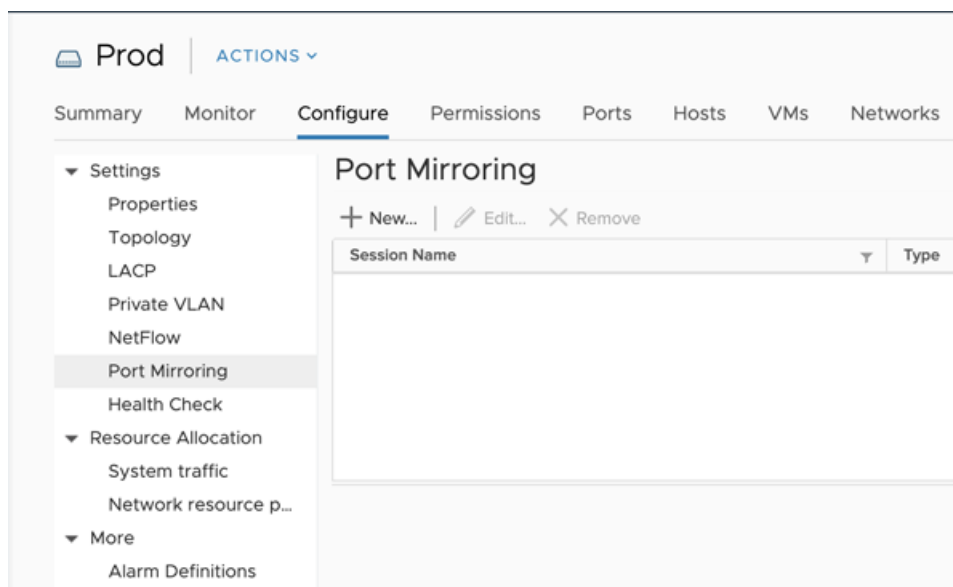 Prod ACTIONS
Summary Monitor Configure Permissions Ports Hosts VMs Networks
Settings
Properties
Topology
LACP
Private VLAN
NetFlow
Port Mirroring
Health Check
Resource Allocation
System traffic
Network resource p...
More
Alarm Definitions
Port Mirroring
New... Edit... Remove
Session Name Type